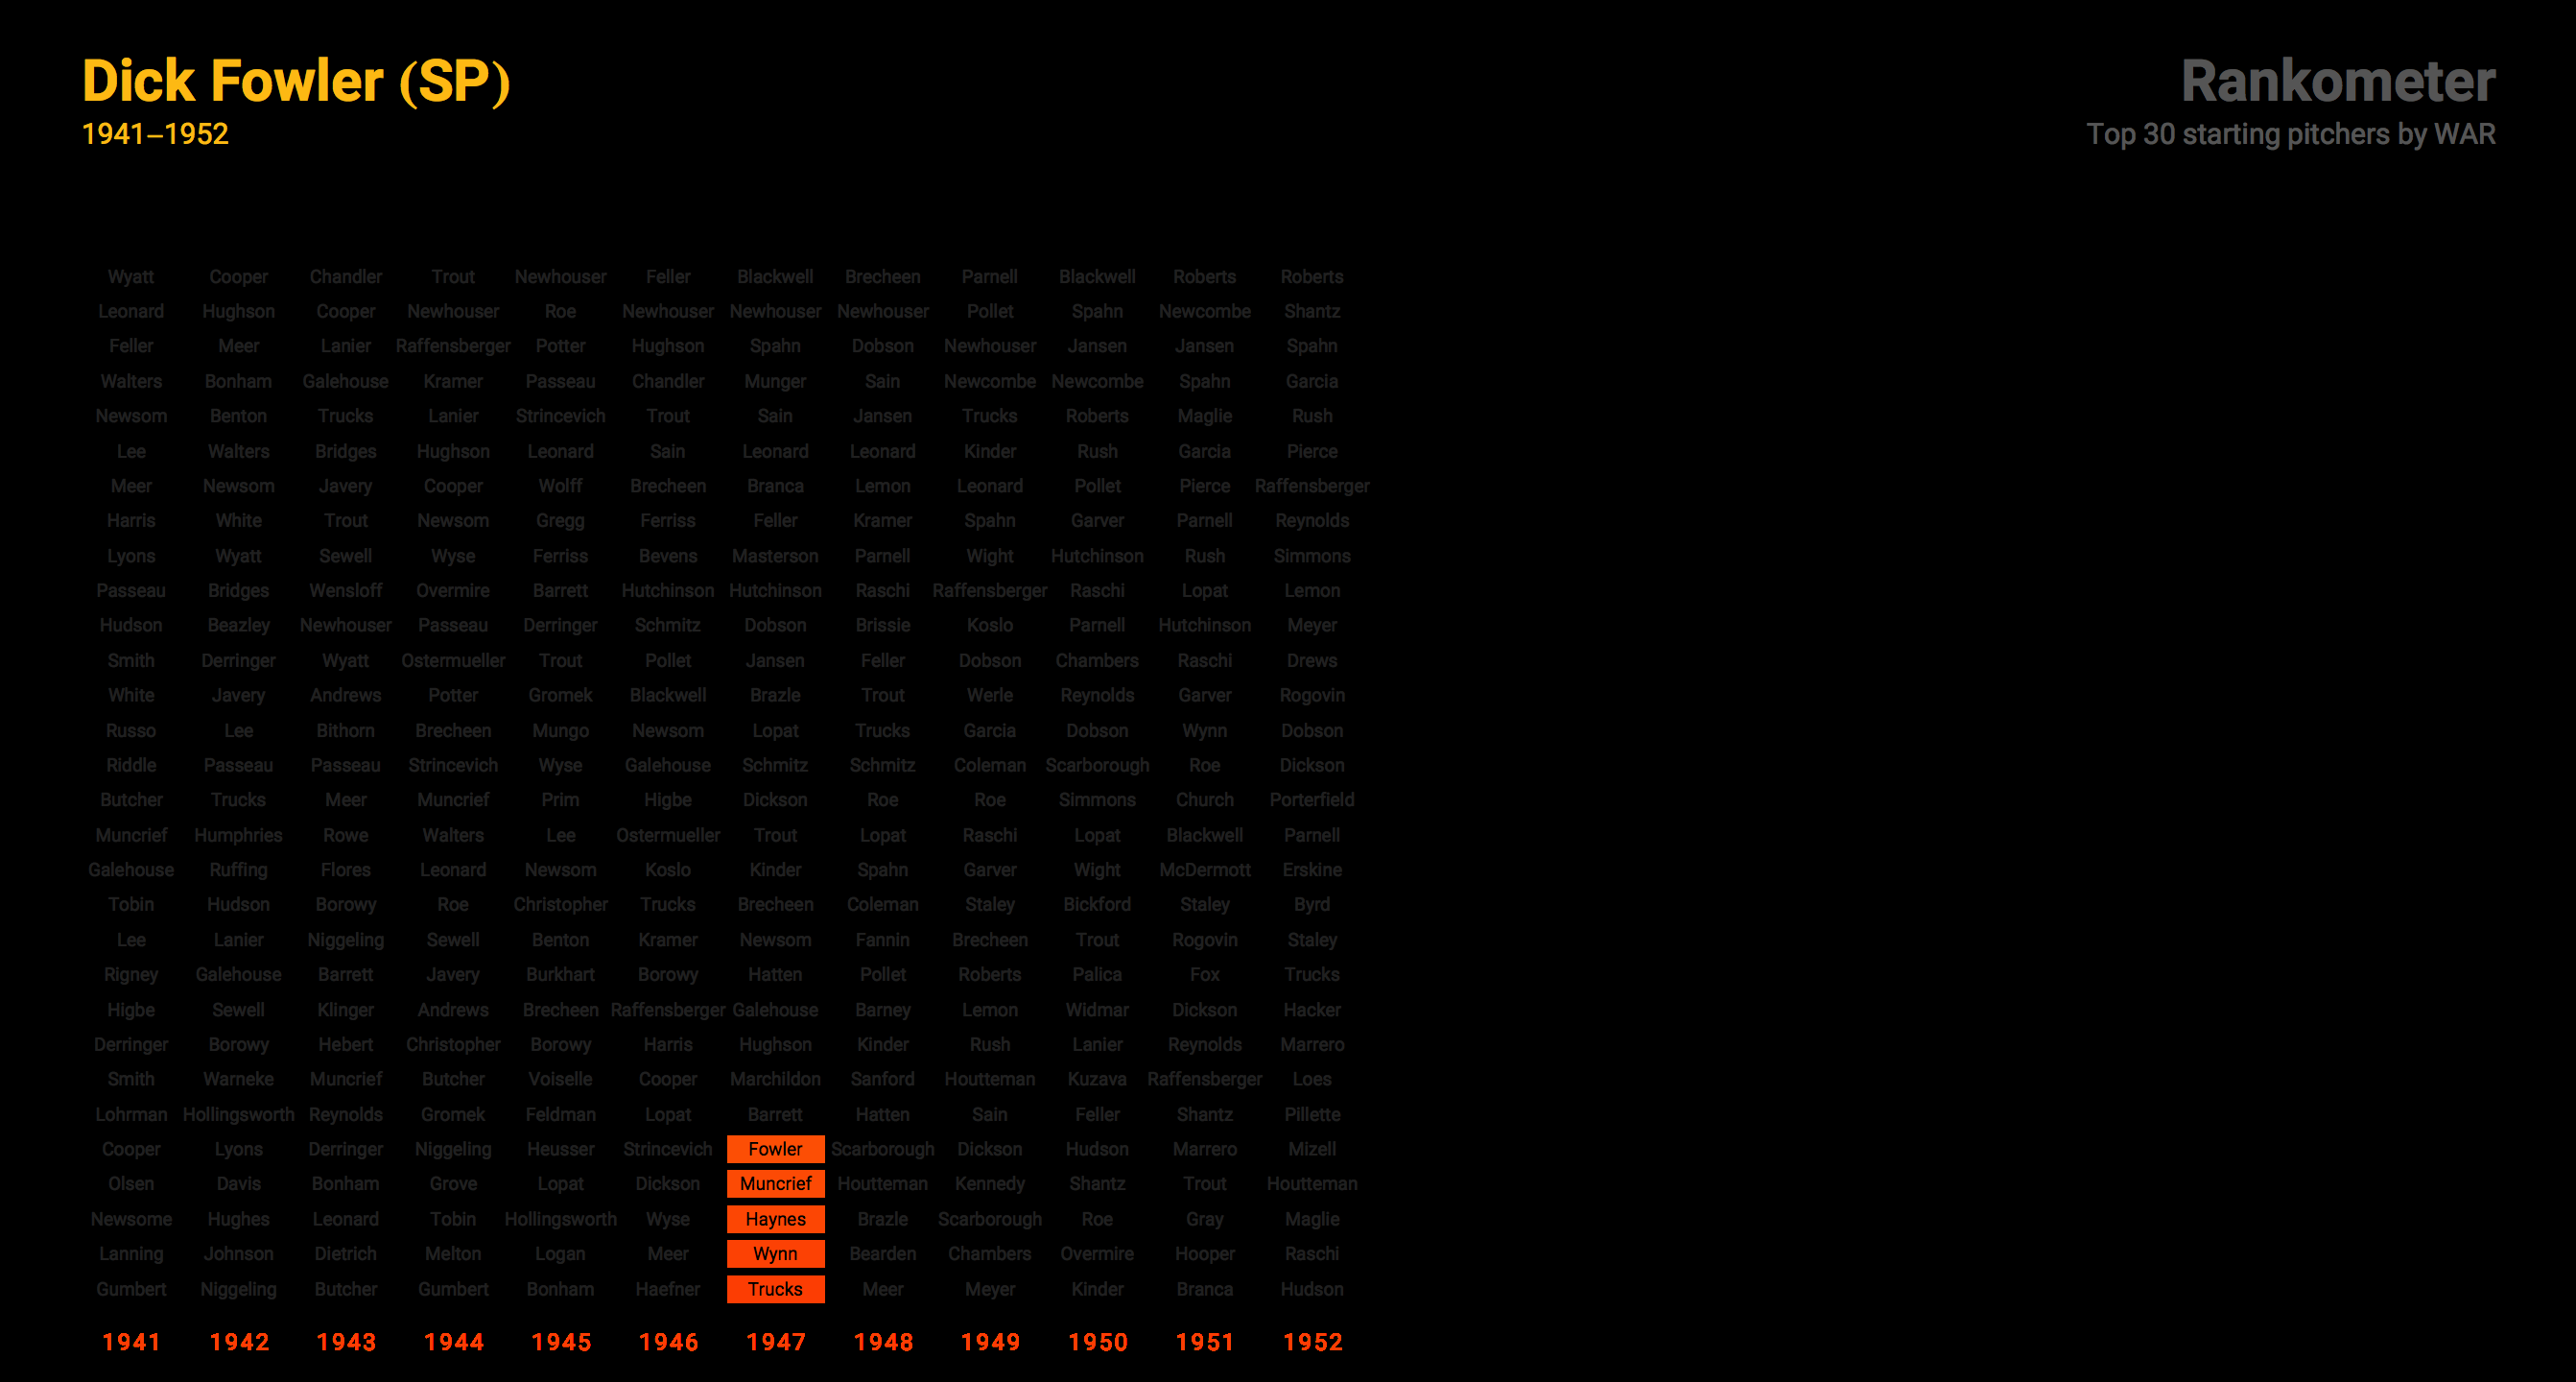 Dick Fowler (SP)
1941–1952
Rankometer
Top 30 starting pitchers by WAR
Wyatt Cooper Chandler Trout Newhouser Feller Blackwell Brecheen Parnell Blackwell Roberts Roberts
Leonard Hughson Cooper Newhouser Roe Newhouser Newhouser Newhouser Pollet Spahn Newcombe Shantz
Feller Meer Lanier Raffensberger Potter Hughson Spahn Dobson Newhouser Jansen Jansen Spahn
Walters Bonham Galehouse Kramer Passeau Chandler Munger Sain Newcombe Newcombe Spahn Garcia
Newsom Benton Trucks Lanier Strincevich Trout Sain Jansen Trucks Roberts Maglie Rush
Lee Walters Bridges Hughson Leonard Sain Leonard Leonard Kinder Rush Garcia Pierce
Meer Newsom Javery Cooper Wolff Brecheen Branca Lemon Leonard Pollet Pierce Raffensberger
Harris White Trout Newsom Gregg Ferriss Feller Kramer Spahn Garver Parnell Reynolds
Lyons Wyatt Sewell Wyse Ferriss Bevens Masterson Parnell Wight Hutchinson Rush Simmons
Passeau Bridges Wensloff Overmire Barrett Hutchinson Hutchinson Raschi Raffensberger Raschi Lopat Lemon
Hudson Beazley Newhouser Passeau Derringer Schmitz Dobson Brissie Koslo Parnell Hutchinson Meyer
Smith Derringer Wyatt Ostermueller Trout Pollet Jansen Feller Dobson Chambers Raschi Drews
White Javery Andrews Potter Gromek Blackwell Brazle Trout Werle Reynolds Garver Rogovin
Russo Lee Bithorn Brecheen Mungo Newsom Lopat Trucks Garcia Dobson Wynn Dobson
Riddle Passeau Passeau Strincevich Wyse Galehouse Schmitz Schmitz Coleman Scarborough Roe Dickson
Butcher Trucks Meer Muncrief Prim Higbe Dickson Roe Roe Simmons Church Porterfield
Muncrief Humphries Rowe Walters Lee Ostermueller Trout Lopat Raschi Lopat Blackwell Parnell
Galehouse Ruffing Flores Leonard Newsom Koslo Kinder Spahn Garver Wight McDermott Erskine
Tobin Hudson Borowy Roe Christopher Trucks Brecheen Coleman Staley Bickford Staley Byrd
Lee Lanier Niggeling Sewell Benton Kramer Newsom Fannin Brecheen Trout Rogovin Staley
Rigney Galehouse Barrett Javery Burkhart Borowy Hatten Pollet Roberts Palica Fox Trucks
Higbe Sewell Klinger Andrews Brecheen Raffensberger Galehouse Barney Lemon Widmar Dickson Hacker
Derringer Borowy Hebert Christopher Borowy Harris Hughson Kinder Rush Lanier Reynolds Marrero
Smith Warneke Muncrief Butcher Voiselle Cooper Marchildon Sanford Houtteman Kuzava Raffensberger Loes
Lohrman Hollingsworth Reynolds Gromek Feldman Lopat Barrett Hatten Sain Feller Shantz Pillette
Cooper Lyons Derringer Niggeling Heusser Strincevich Fowler Scarborough Dickson Hudson Marrero Mizell
Olsen Davis Bonham Grove Lopat Dickson Muncrief Houtteman Kennedy Shantz Trout Houtteman
Newsome Hughes Leonard Tobin Hollingsworth Wyse Haynes Brazle Scarborough Roe Gray Maglie
Lanning Johnson Dietrich Melton Logan Meer Wynn Bearden Chambers Overmire Hooper Raschi
Gumbert Niggeling Butcher Gumbert Bonham Haefner Trucks Meer Meyer Kinder Branca Hudson
1941 1942 1943 1944 1945 1946 1947 1948 1949 1950 1951 1952